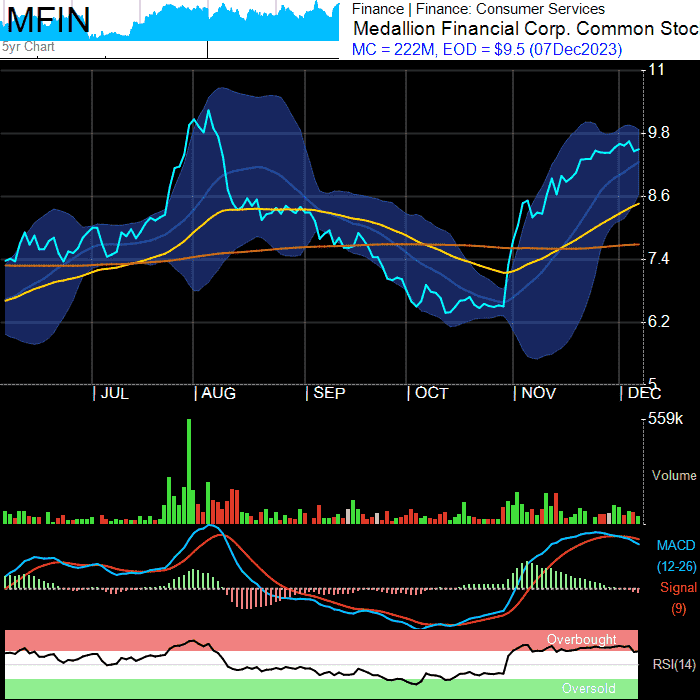 MFIN
5yr Chart
Finance | Finance: Consumer Services
Medallion Financial Corp. Common Stoc
MC = 222M, EOD = $9.5 (07Dec2023)
11
9.8
8.6
7.4
6.2
5
JUL
AUG
SEP
OCT
NOV
DEC
559k
Volume
MACD
(12-26)
Signal
(9)
Overbought
RSI(14)
Oversold